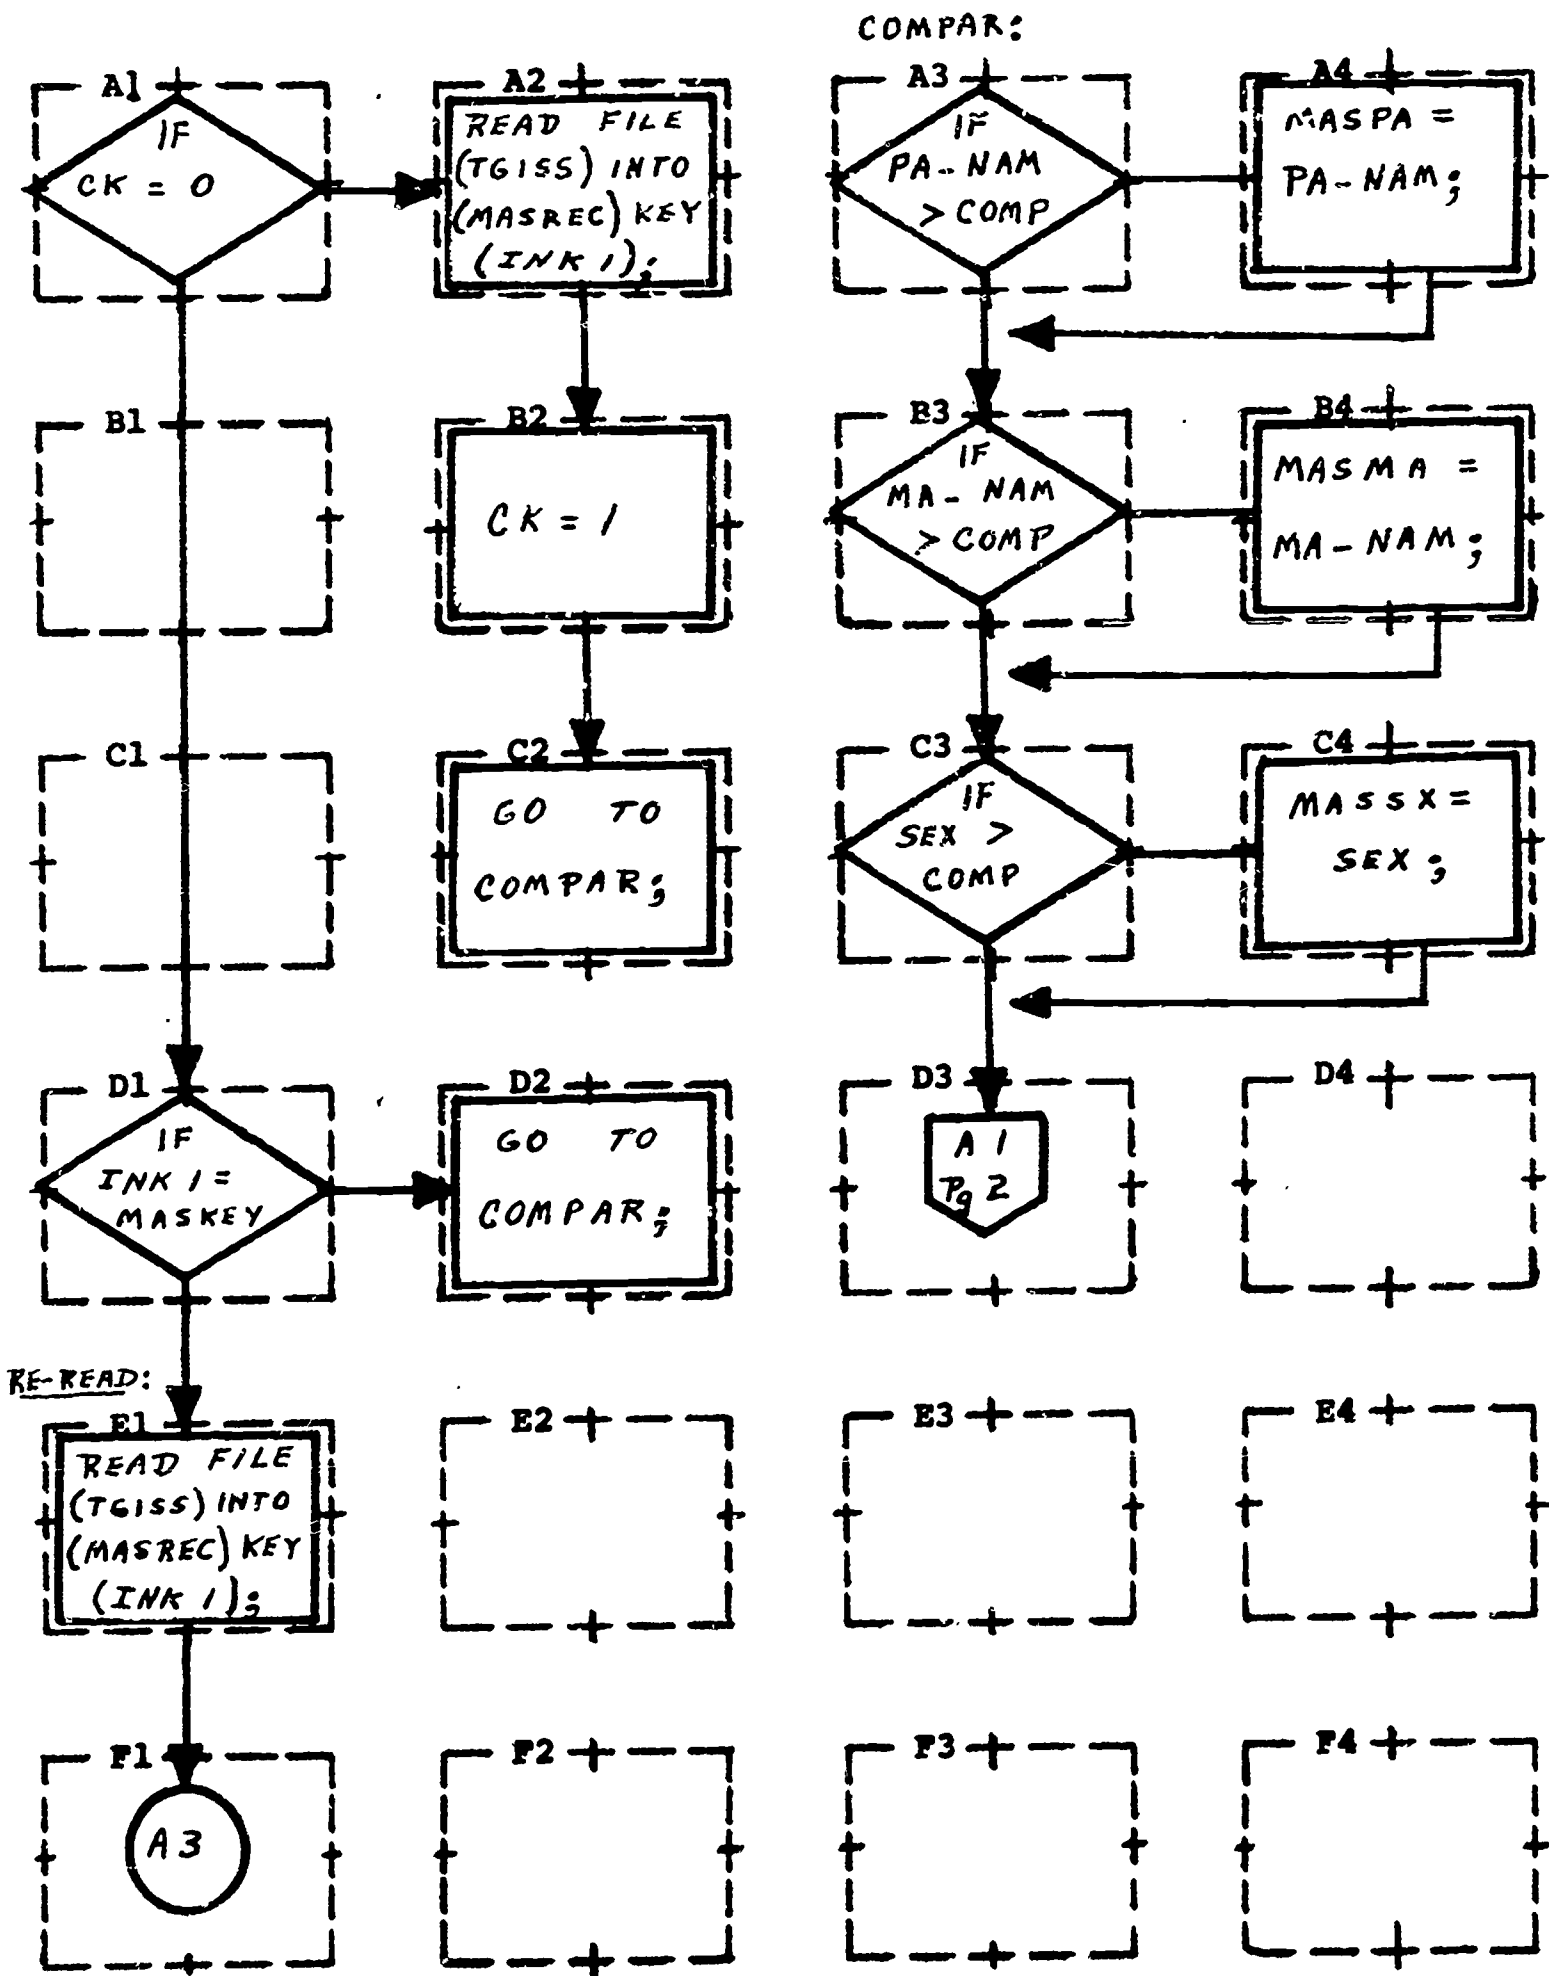 COMPAR:
A1
IF
CK = 0
A2
READ FILE
(TGISS) INTO
(MASREC) KEY
(INK 1);
A3
IF
PA-NAM
> COMP
A4
MASPA =
PA-NAM;
B1
B2
CK = 1
B3
IF
MA-NAM
> COMP
B4
MASMA =
MA-NAM;
C1
C2
GO TO
COMPAR;
C3
IF
SEX >
COMP
C4
MASSX =
SEX;
D1
IF
INK 1 =
MASKEY
D2
GO TO
COMPAR;
D3
A 1
Pg 2
D4
RE-READ:
E1
READ FILE
(TGISS) INTO
(MASREC) KEY
(INK 1);
E2
E3
E4
F1
A3
F2
F3
F4